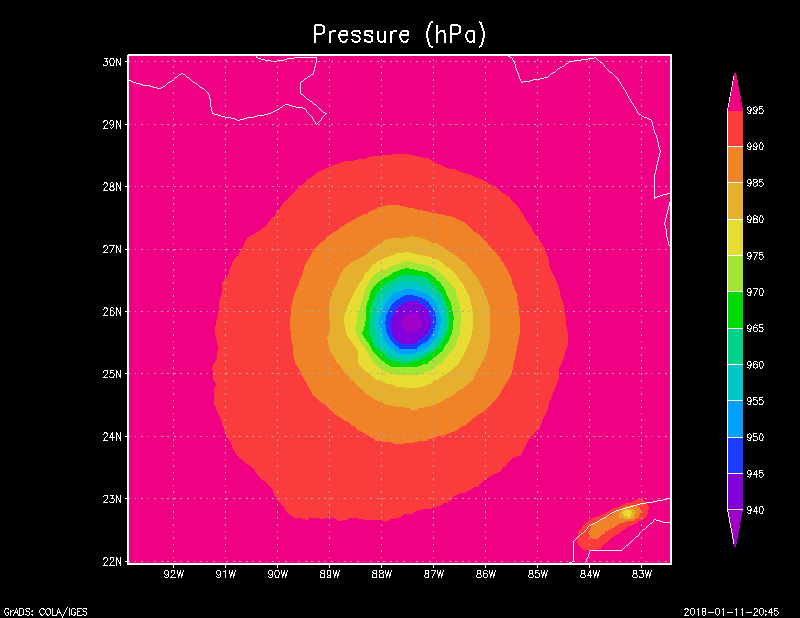 Pressure (hPa)
30N
29N
28N
27N
26N
25N
24N
23N
22N
92W 91W 90W 89W 88W 87W 86W 85W 84W 83W
995
990
985
980
975
970
965
960
955
950
945
940
GrADS: COLA/IGES
2018-01-11-20:45